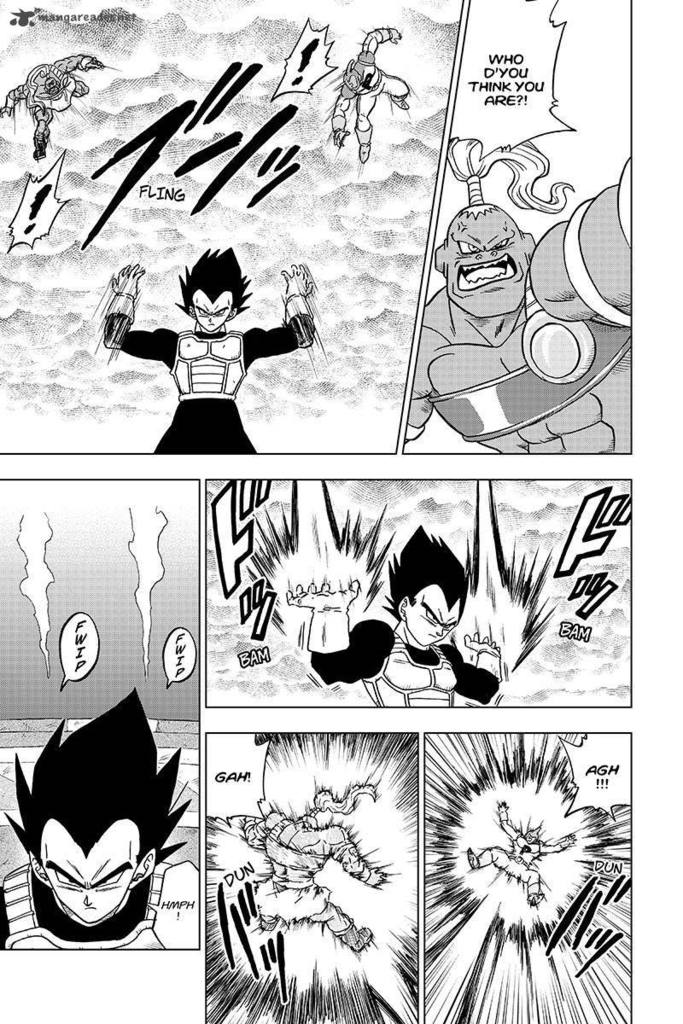 mangareader.net
WHO
D'YOU
THINK YOU
ARE?!
!
!
!
ブンッ
FLING
ドッ
ドッ
BAM
BAM
AGH
!!!
DUN
GAH!
DUN
FWIP
FWIP
HMPH
!